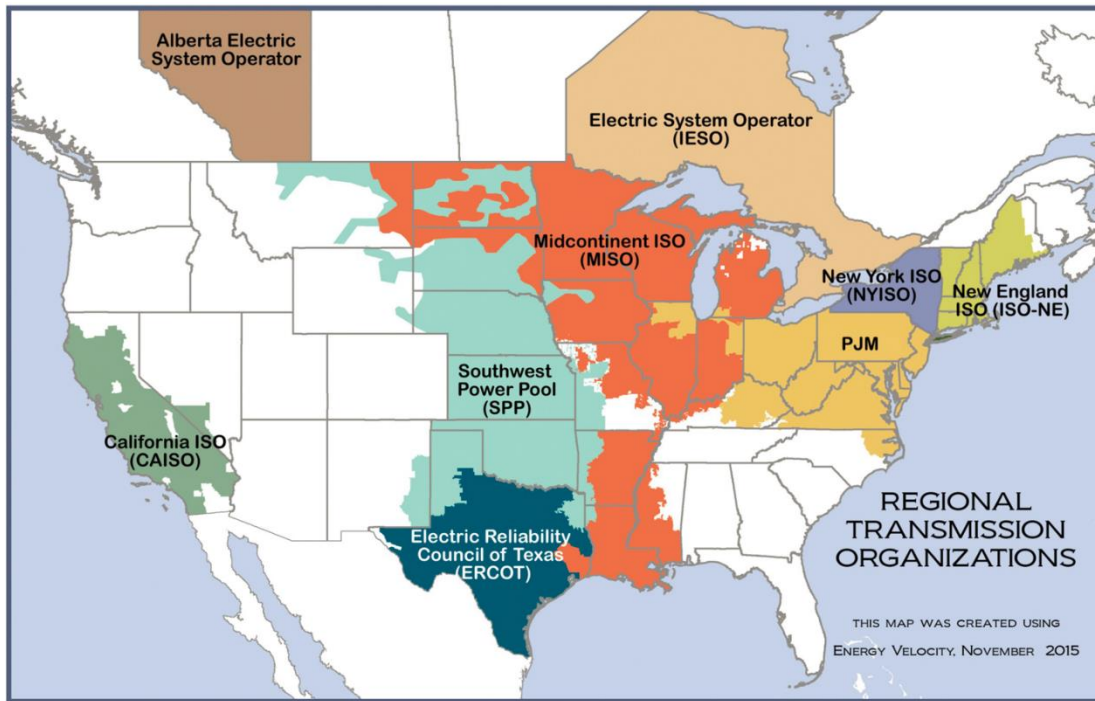 Alberta Electric
System Operator
Electric System Operator
(IESO)
Midcontinent ISO
(MISO)
New York ISO
(NYISO)
New England
ISO (ISO-NE)
PJM
Southwest
Power Pool
(SPP)
California ISO
(CAISO)
Electric Reliability
Council of Texas
(ERCOT)
REGIONAL
TRANSMISSION
ORGANIZATIONS
THIS MAP WAS CREATED USING
ENERGY VELOCITY, NOVEMBER 2015